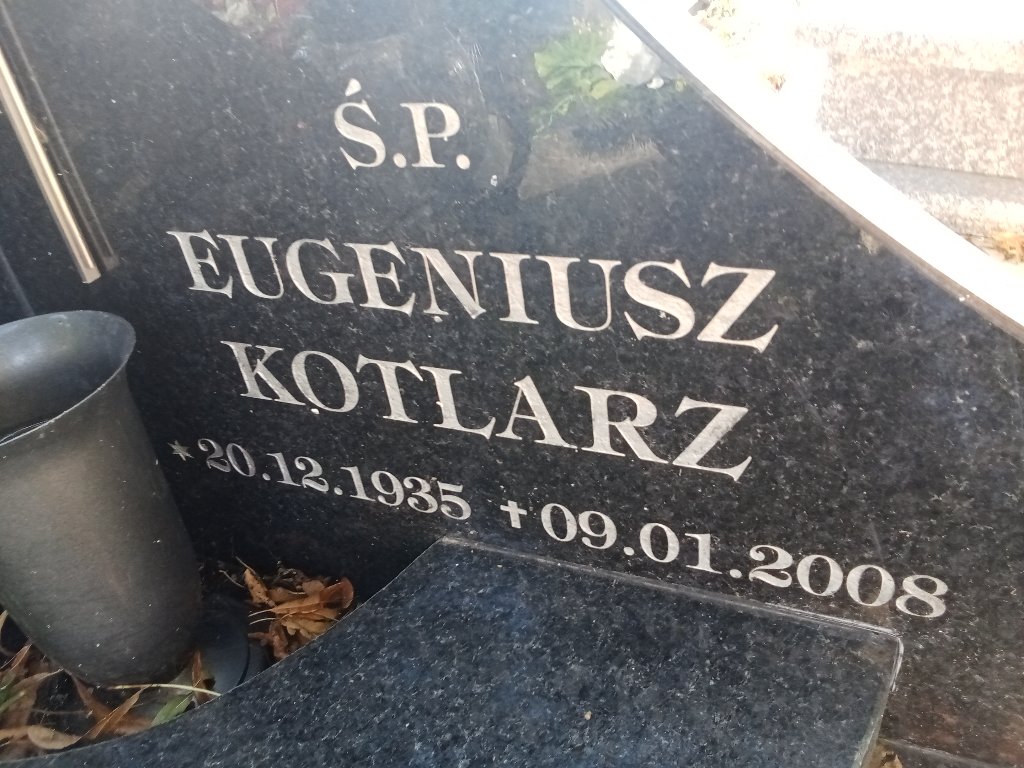 Ś.P.
EUGENIUSZ
KOTLARZ
★20.12.1935 ✝09.01.2008